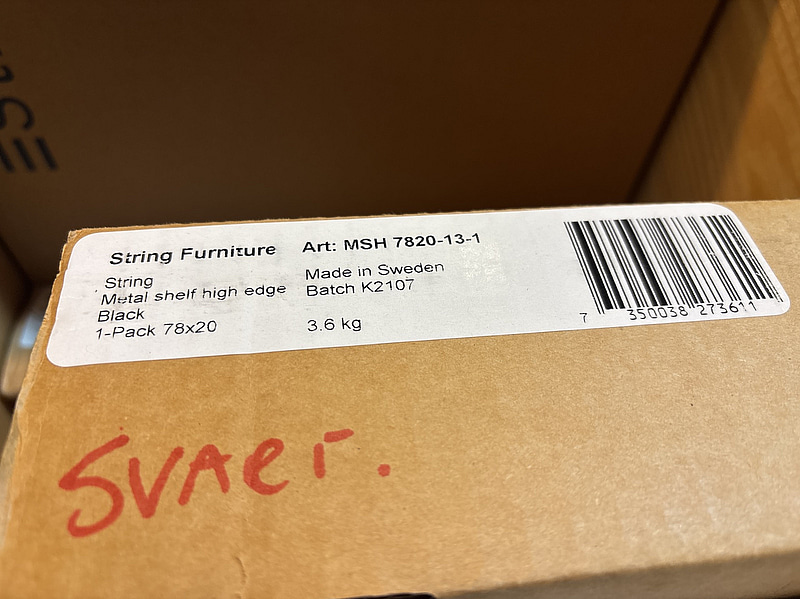 String Furniture
Art: MSH 7820-13-1
String
Metal shelf high edge
Black
1-Pack 78x20
Made in Sweden
Batch K2107
3.6 kg
7 350038 273611
SVAer.